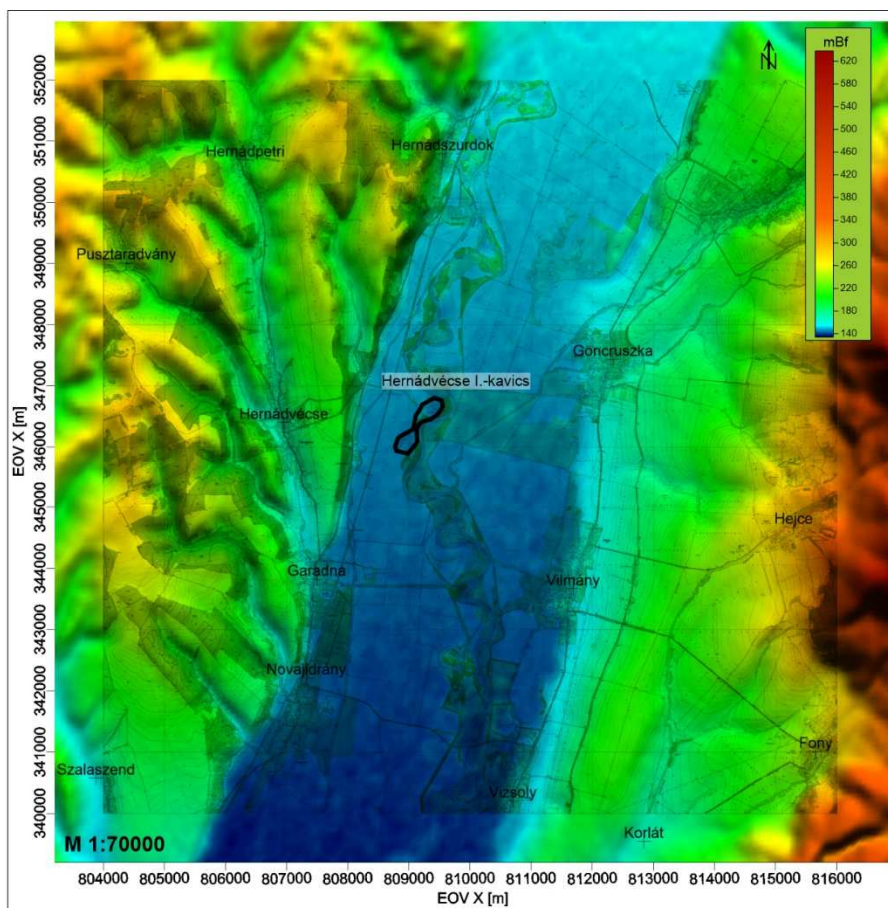 mBf
620
580
540
500
460
420
380
340
300
260
220
180
140
N
352000
351000
350000
349000
348000
347000
346000
345000
344000
343000
342000
341000
340000
EOV X [m]
Hernádpetri
Hernádszurdok
Pusztaradvány
Göncruszka
Hernádvécse I.-kavics
Hernádvécse
Hejce
Garadna
Vilmány
Novajidrány
Fony
Szalaszend
Vizsoly
Korlát
M 1:70000
804000 805000 806000 807000 808000 809000 810000 811000 812000 813000 814000 815000 816000
EOV X [m]